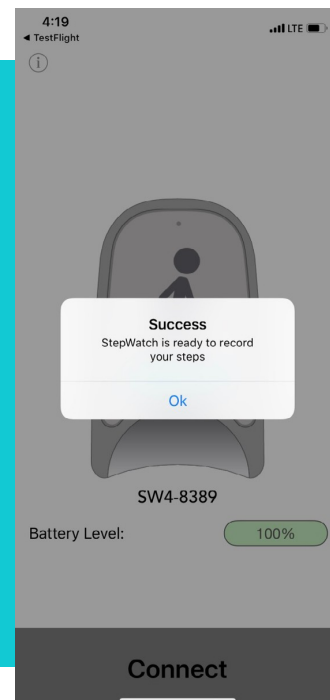 4:19
LTE
◀ TestFlight
i
Success
StepWatch is ready to record
your steps
Ok
SW4-8389
Battery Level:
100%
Connect